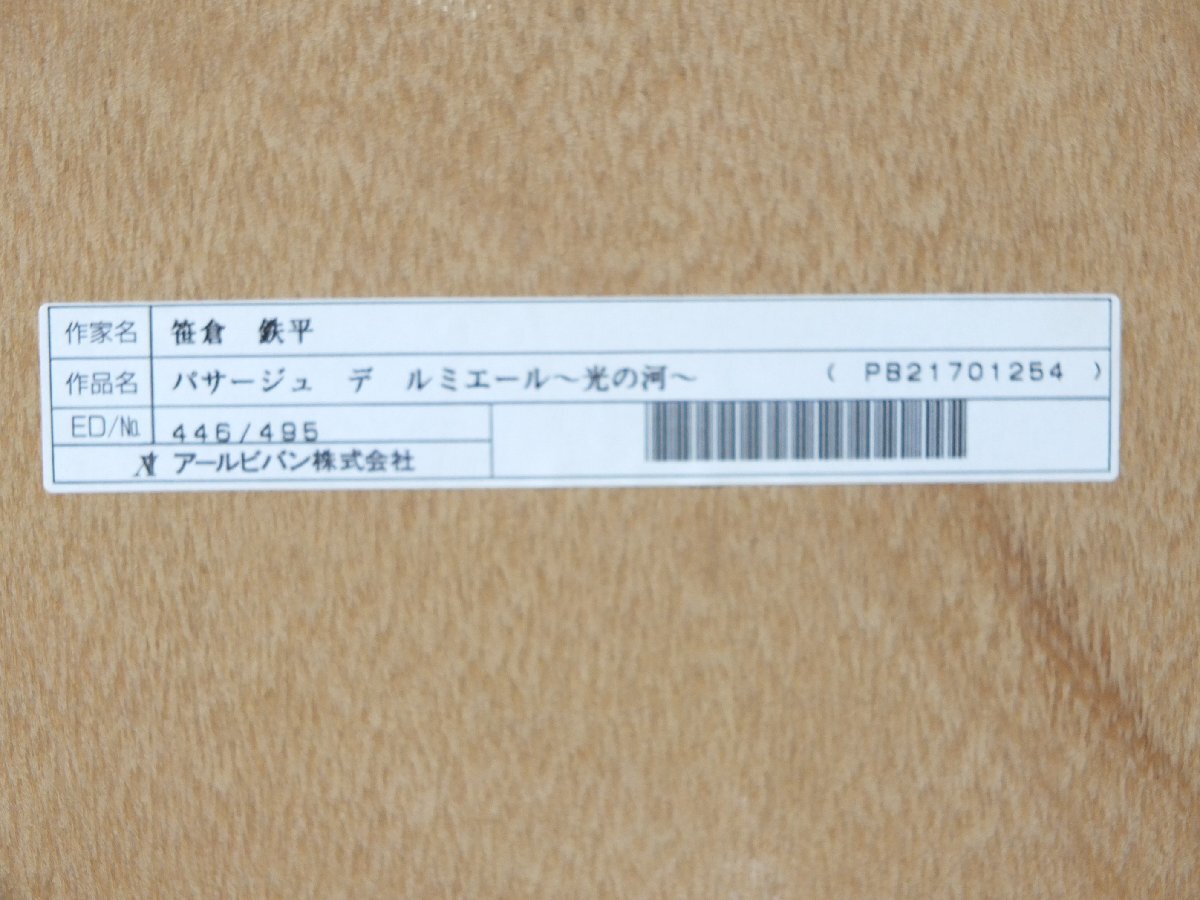 作家名 笹倉 鉄平
作品名 パサージュ デ ルミエール～光の河～ ( PB21701254 )
ED/№ 446/495
アールビバン株式会社